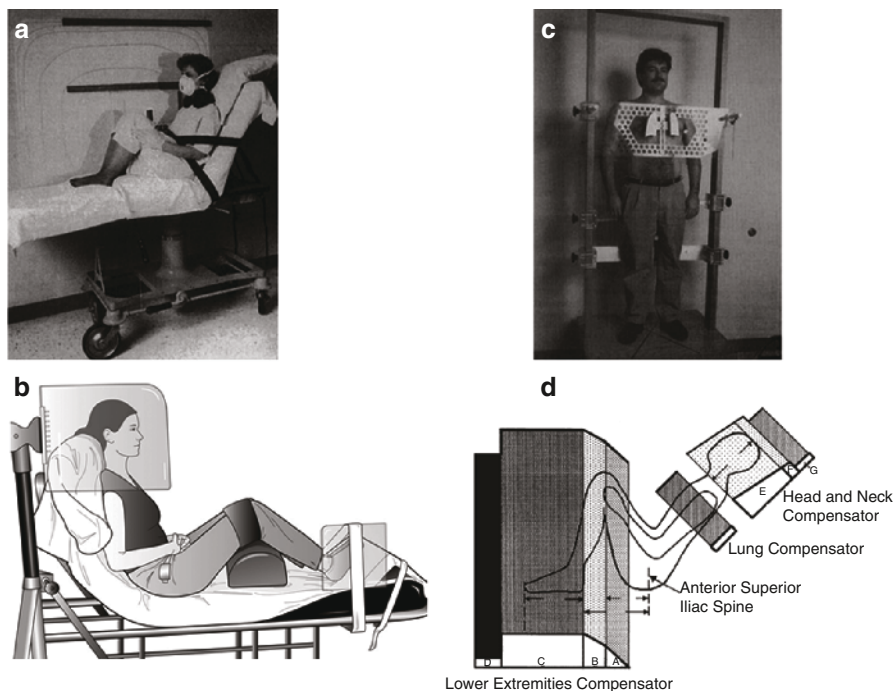 a
c
b
d
F
G
E
Head and Neck
Compensator
Lung Compensator
Anterior Superior
Iliac Spine
D
C
B
A
Lower Extremities Compensator